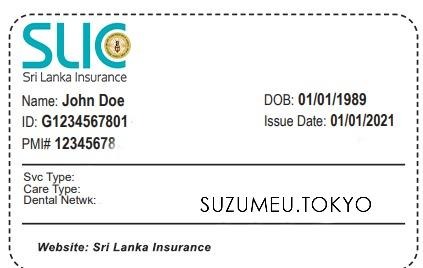 SLIC
Sri Lanka Insurance
Name: John Doe
DOB: 01/01/1989
ID: G1234567801
Issue Date: 01/01/2021
PMI# 12345678
Svc Type:
Care Type:
Dental Netwk:
SUZUMEU.TOKYO
Website: Sri Lanka Insurance